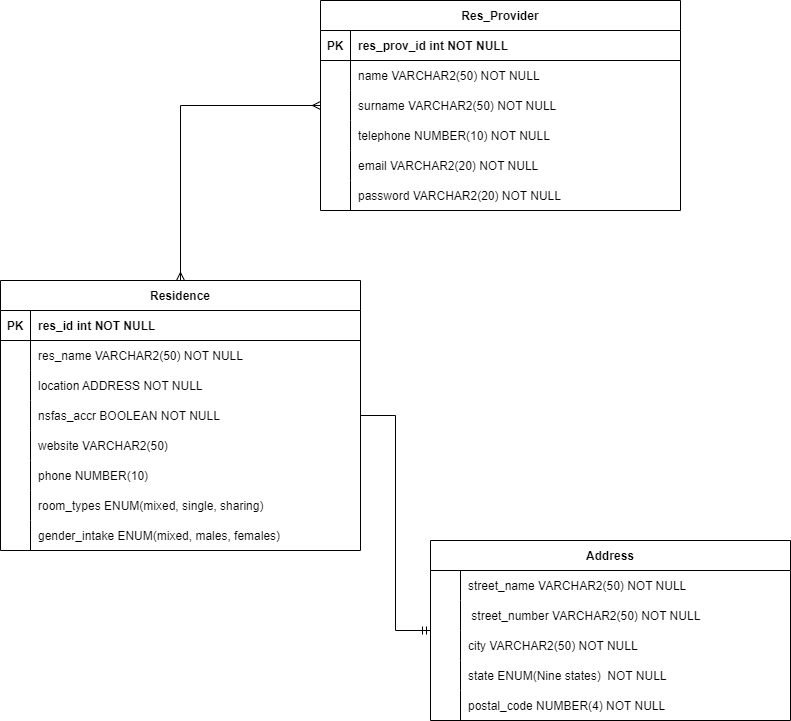 Res_Provider
PK res_prov_id int NOT NULL
name VARCHAR2(50) NOT NULL
surname VARCHAR2(50) NOT NULL
telephone NUMBER(10) NOT NULL
email VARCHAR2(20) NOT NULL
password VARCHAR2(20) NOT NULL
Residence
PK res_id int NOT NULL
res_name VARCHAR2(50) NOT NULL
location ADDRESS NOT NULL
nsfas_accr BOOLEAN NOT NULL
website VARCHAR2(50)
phone NUMBER(10)
room_types ENUM(mixed, single, sharing)
gender_intake ENUM(mixed, males, females)
Address
street_name VARCHAR2(50) NOT NULL
street_number VARCHAR2(50) NOT NULL
city VARCHAR2(50) NOT NULL
state ENUM(Nine states)  NOT NULL
postal_code NUMBER(4) NOT NULL